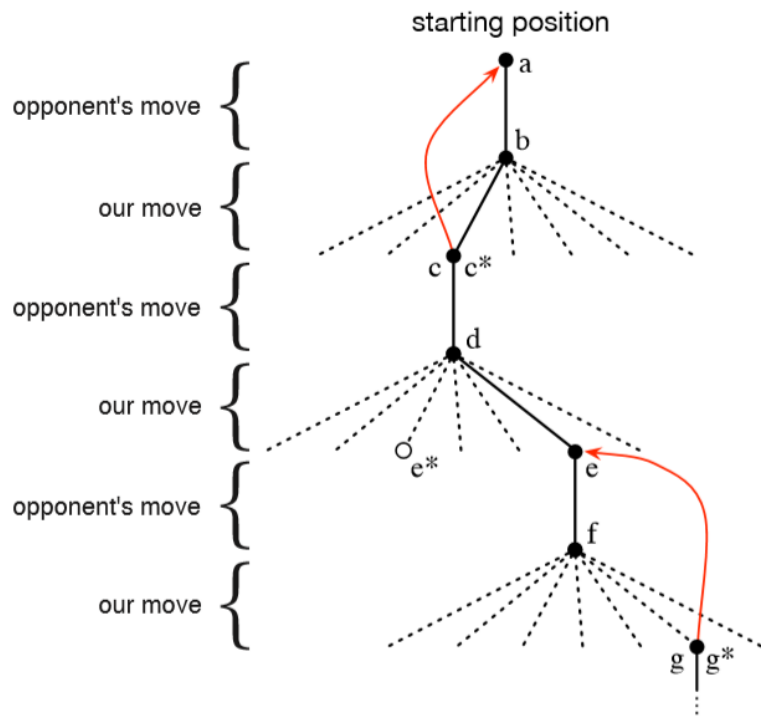 starting position
a
opponent's move
b
our move
c c*
opponent's move
d
our move
e* e
opponent's move
f
our move
g g*